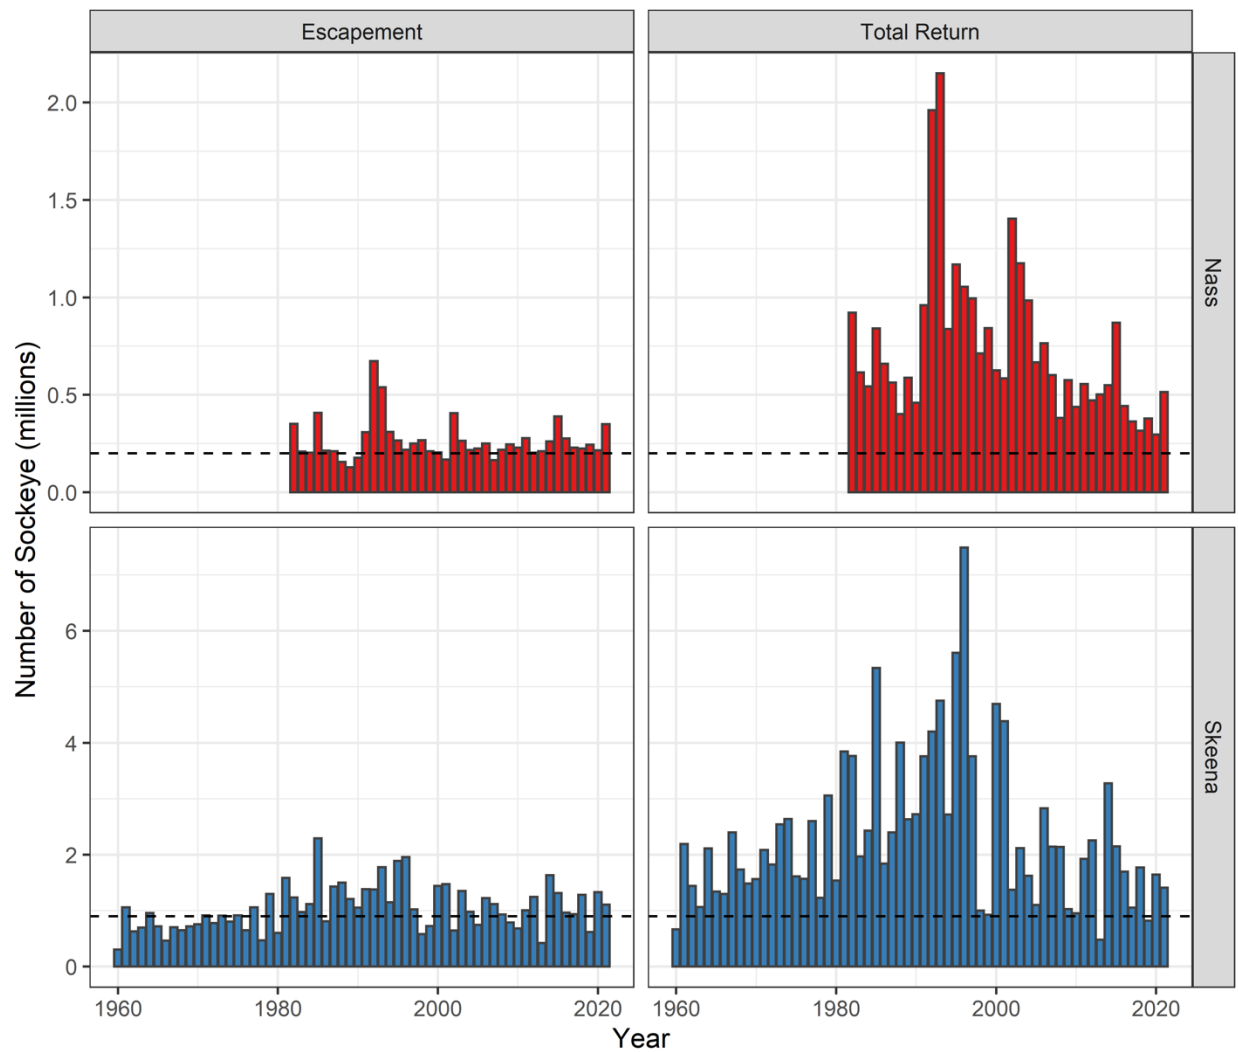 Escapement
Total Return
2.0
1.5
1.0
0.5
0.0
Nass
Number of Sockeye (millions)
6
4
2
0
Skeena
1960
1980
2000
2020
1960
1980
2000
2020
Year